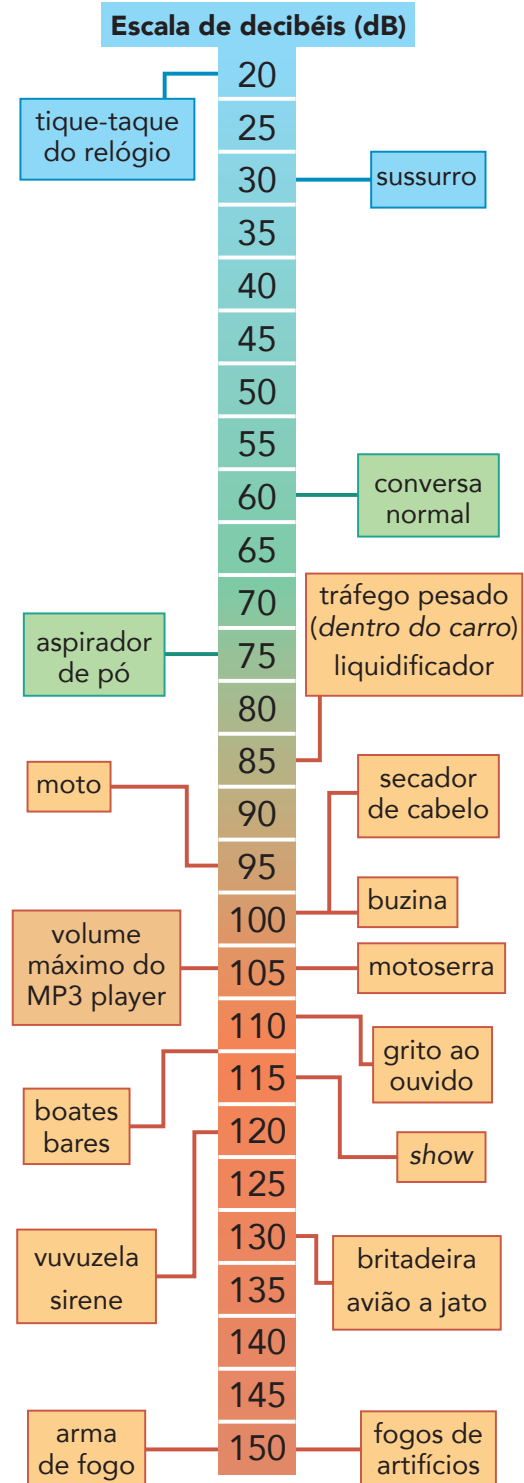 Escala de decibéis (dB)
20
tique-taque
do relógio
25
30
sussurro
35
40
45
50
55
60
conversa
normal
65
70
tráfego pesado
(dentro do carro)
liquidificador
aspirador
de pó
75
80
85
moto
secador
de cabelo
90
95
100
buzina
volume
máximo do
MP3 player
105
motoserra
110
grito ao
ouvido
115
boates
bares
120
show
125
vuvuzela
sirene
130
britadeira
avião a jato
135
140
145
arma
de fogo
150
fogos de
artifícios